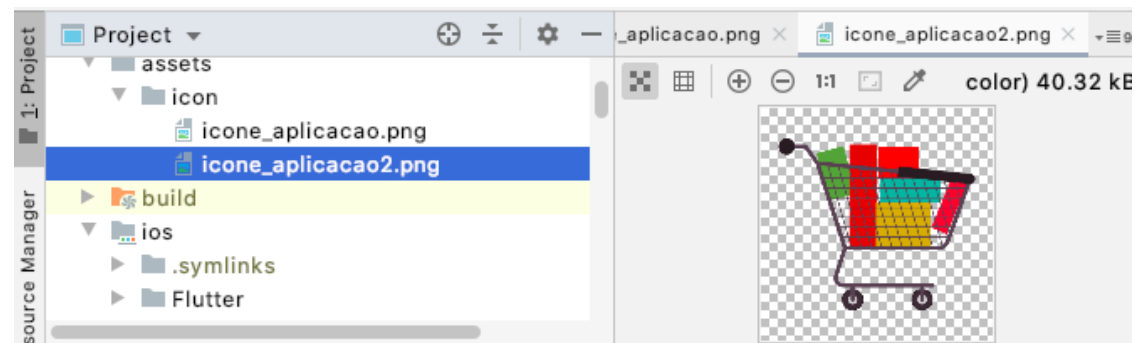 1: Project
source Manager
Project
assets
icon
icone_aplicacao.png
icone_aplicacao2.png
build
ios
.symlinks
Flutter
_aplicacao.png
icone_aplicacao2.png
9
1:1
color) 40.32 kB